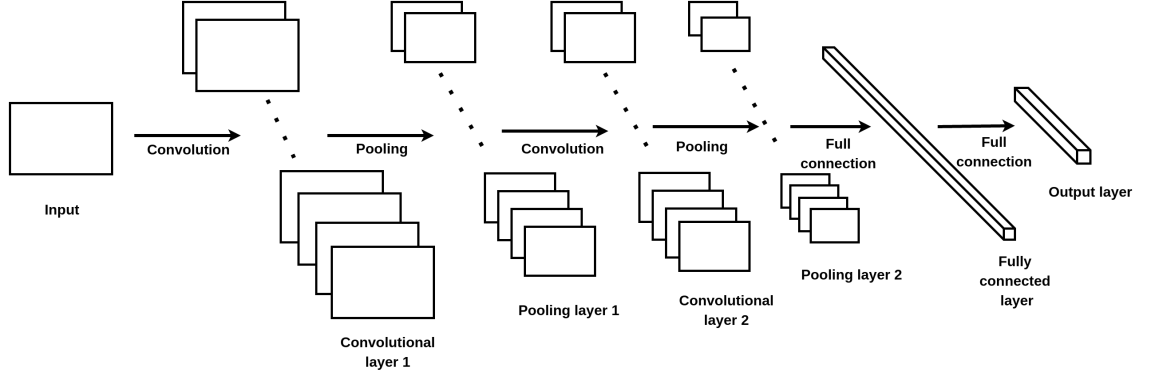 Input
Convolution
Convolutional
layer 1
Pooling
Pooling layer 1
Convolution
Convolutional
layer 2
Pooling
Pooling layer 2
Full
connection
Fully
connected
layer
Full
connection
Output layer